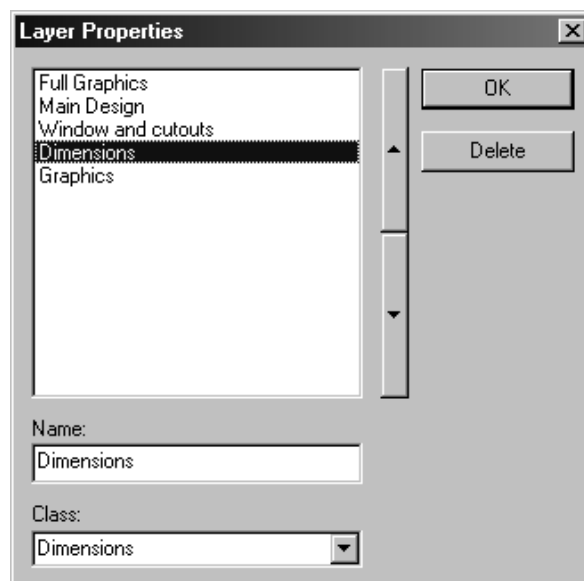 Layer Properties
Full Graphics
Main Design
Window and cutouts
Dimensions
Graphics
OK
Delete
Name:
Dimensions
Class:
Dimensions